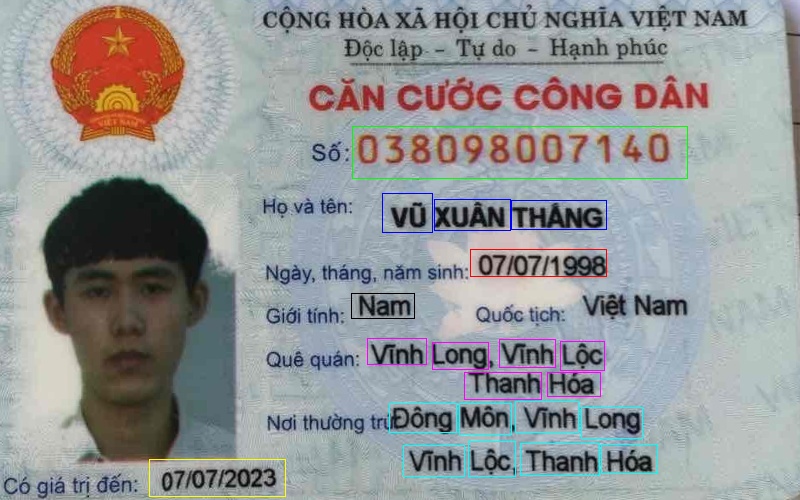 CỘNG HÒA XÃ HỘI CHỦ NGHĨA VIỆT NAM
Độc lập - Tự do - Hạnh phúc
CĂN CƯỚC CÔNG DÂN
VIỆT NAM
Số: 038098007140
Họ và tên: VŨ XUÂN THẮNG
Ngày, tháng, năm sinh: 07/07/1998
Giới tính: Nam Quốc tịch: Việt Nam
Quê quán: Vĩnh Long, Vĩnh Lộc
Thanh Hóa
Nơi thường trú: Đông Môn, Vĩnh Long
Vĩnh Lộc, Thanh Hóa
Có giá trị đến: 07/07/2023